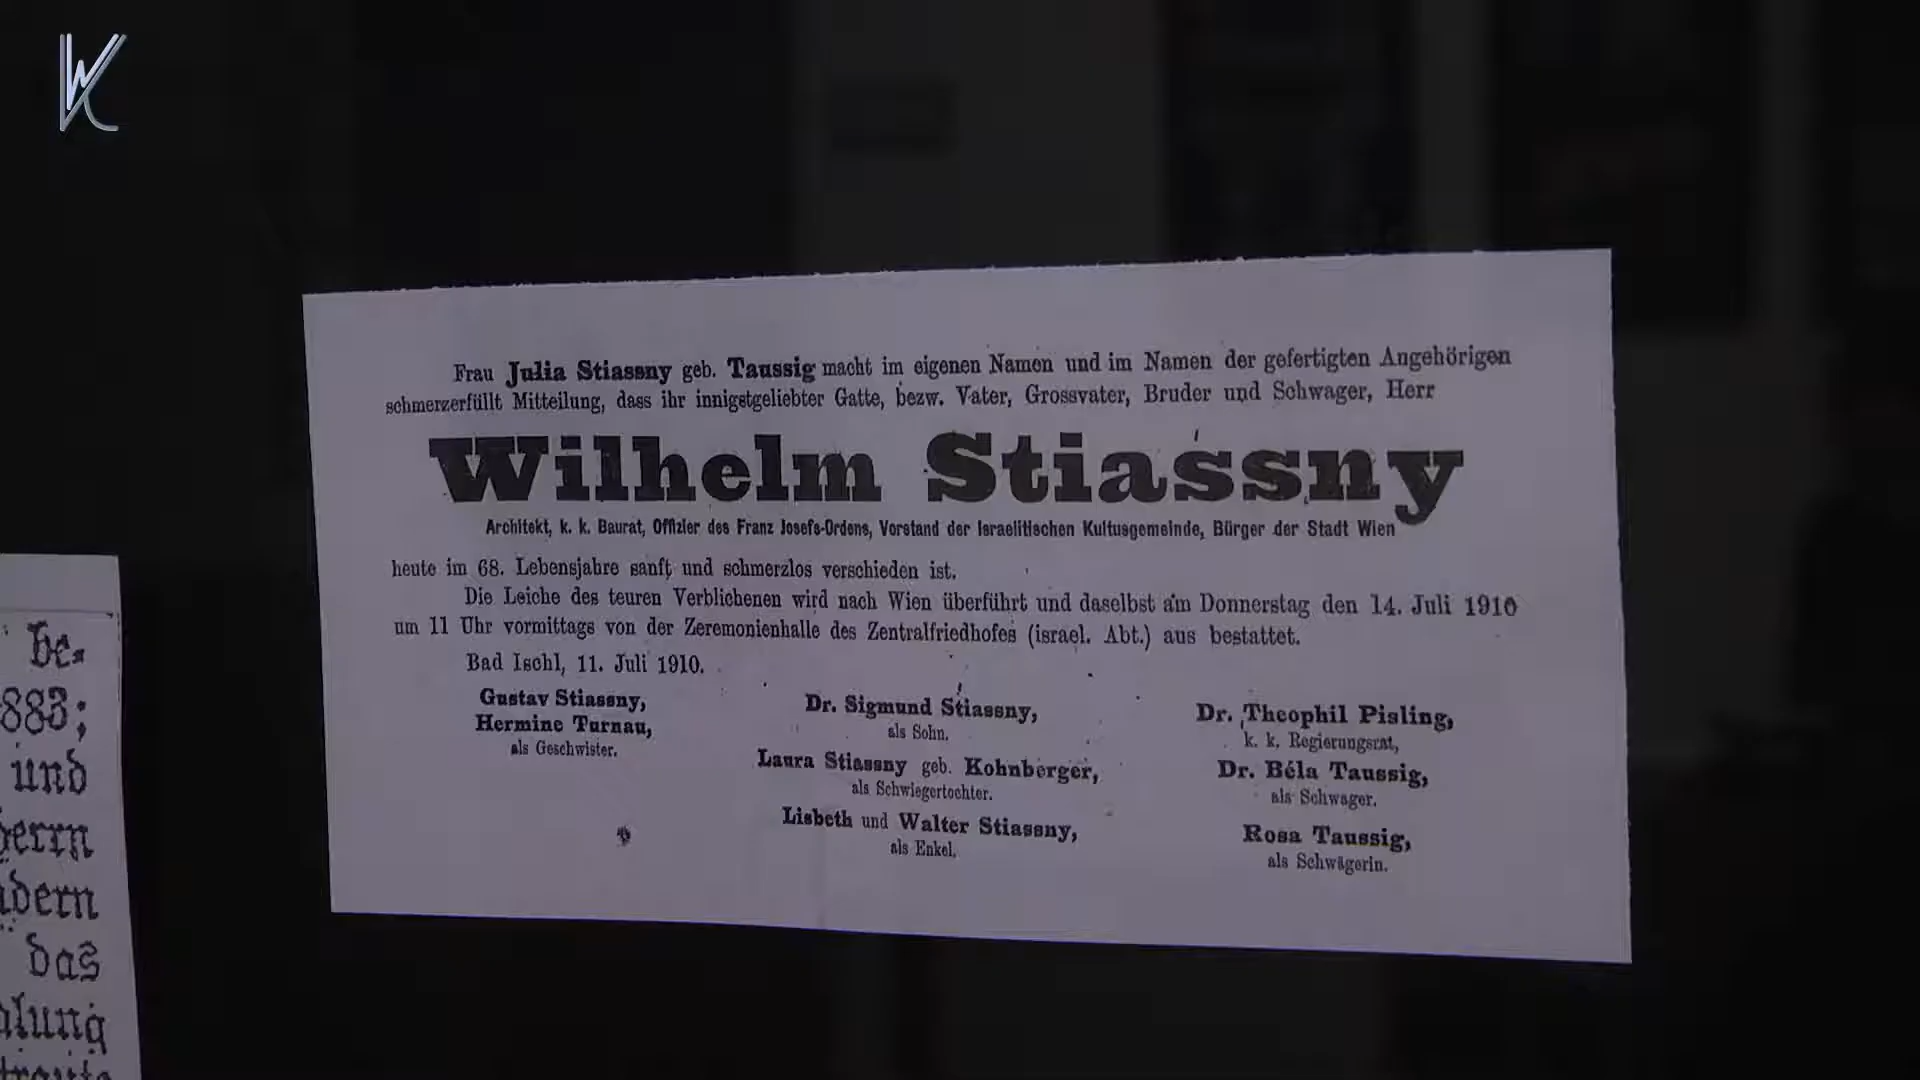 Frau Julia Stiassny geb. Taussig macht im eigenen Namen und im Namen der gefertigten Angehörigen
schmerzerfüllt Mitteilung, dass ihr innigstgeliebter Gatte, bezw. Vater, Grossvater, Bruder und Schwager, Herr
Wilhelm Stiassny
Architekt, k. k. Baurat, Offizier des Franz Josefs-Ordens, Vorstand der Israelitischen Kultusgemeinde, Bürger der Stadt Wien
heute im 68. Lebensjahre sanft und schmerzlos verschieden ist.
Die Leiche des teuren Verblichenen wird nach Wien überführt und daselbst am Donnerstag den 14. Juli 1910
um 11 Uhr vormittags von der Zeremonienhalle des Zentralfriedhofes (israel. Abt.) aus bestattet.
Bad Ischl, 11. Juli 1910.
Gustav Stiassny,
Hermine Turnau,
als Geschwister.
Dr. Sigmund Stiassny,
als Sohn.
Laura Stiassny geb. Kohnberger,
als Schwiegertochter.
Lisbeth und Walter Stiassny,
als Enkel.
Dr. Theophil Pisling,
k. k. Regierungsrat,
Dr. Béla Taussig,
als Schwager.
Rosa Taussig,
als Schwägerin.
be-
883;
und
dern
das